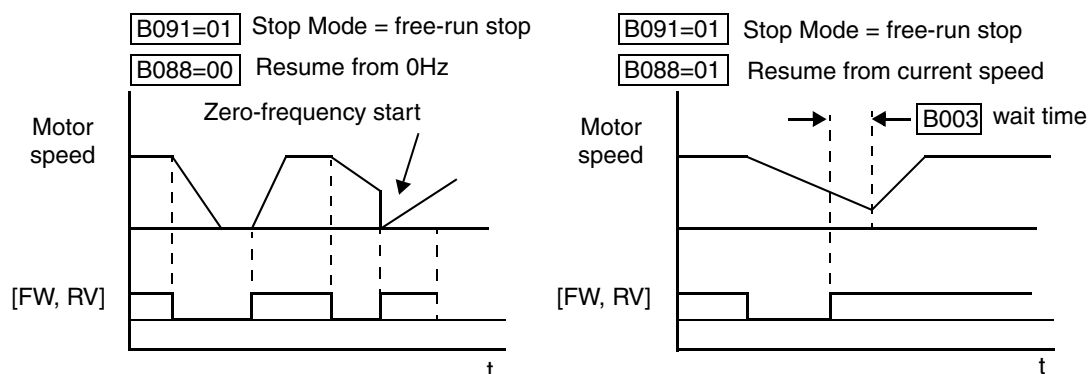 B091=01 Stop Mode = free-run stop
B088=00 Resume from 0Hz
Zero-frequency start
Motor
speed
[FW, RV]
t
B091=01 Stop Mode = free-run stop
B088=01 Resume from current speed
B003 wait time
Motor
speed
[FW, RV]
t